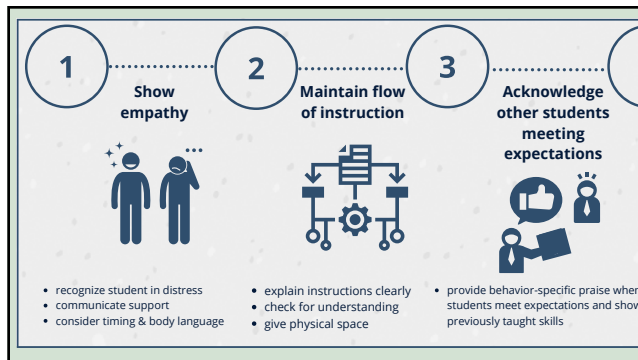 1
2
3
Show
empathy
Maintain flow
of instruction
Acknowledge
other students
meeting
expectations
• recognize student in distress
• communicate support
• consider timing & body language
• explain instructions clearly
• check for understanding
• give physical space
• provide behavior-specific praise when
students meet expectations and show
previously taught skills